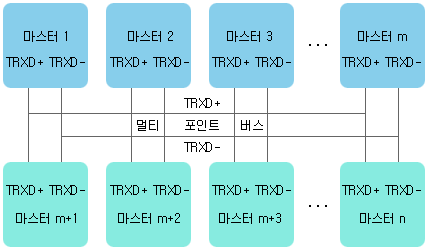 마스터 1 마스터 2 마스터 3 마스터 m
TRXD+ TRXD- TRXD+ TRXD- TRXD+ TRXD- ... TRXD+ TRXD-
TRXD+
멀티 포인트 버스
TRXD-
TRXD+ TRXD- TRXD+ TRXD- TRXD+ TRXD- ... TRXD+ TRXD-
마스터 m+1 마스터 m+2 마스터 m+3 마스터 n